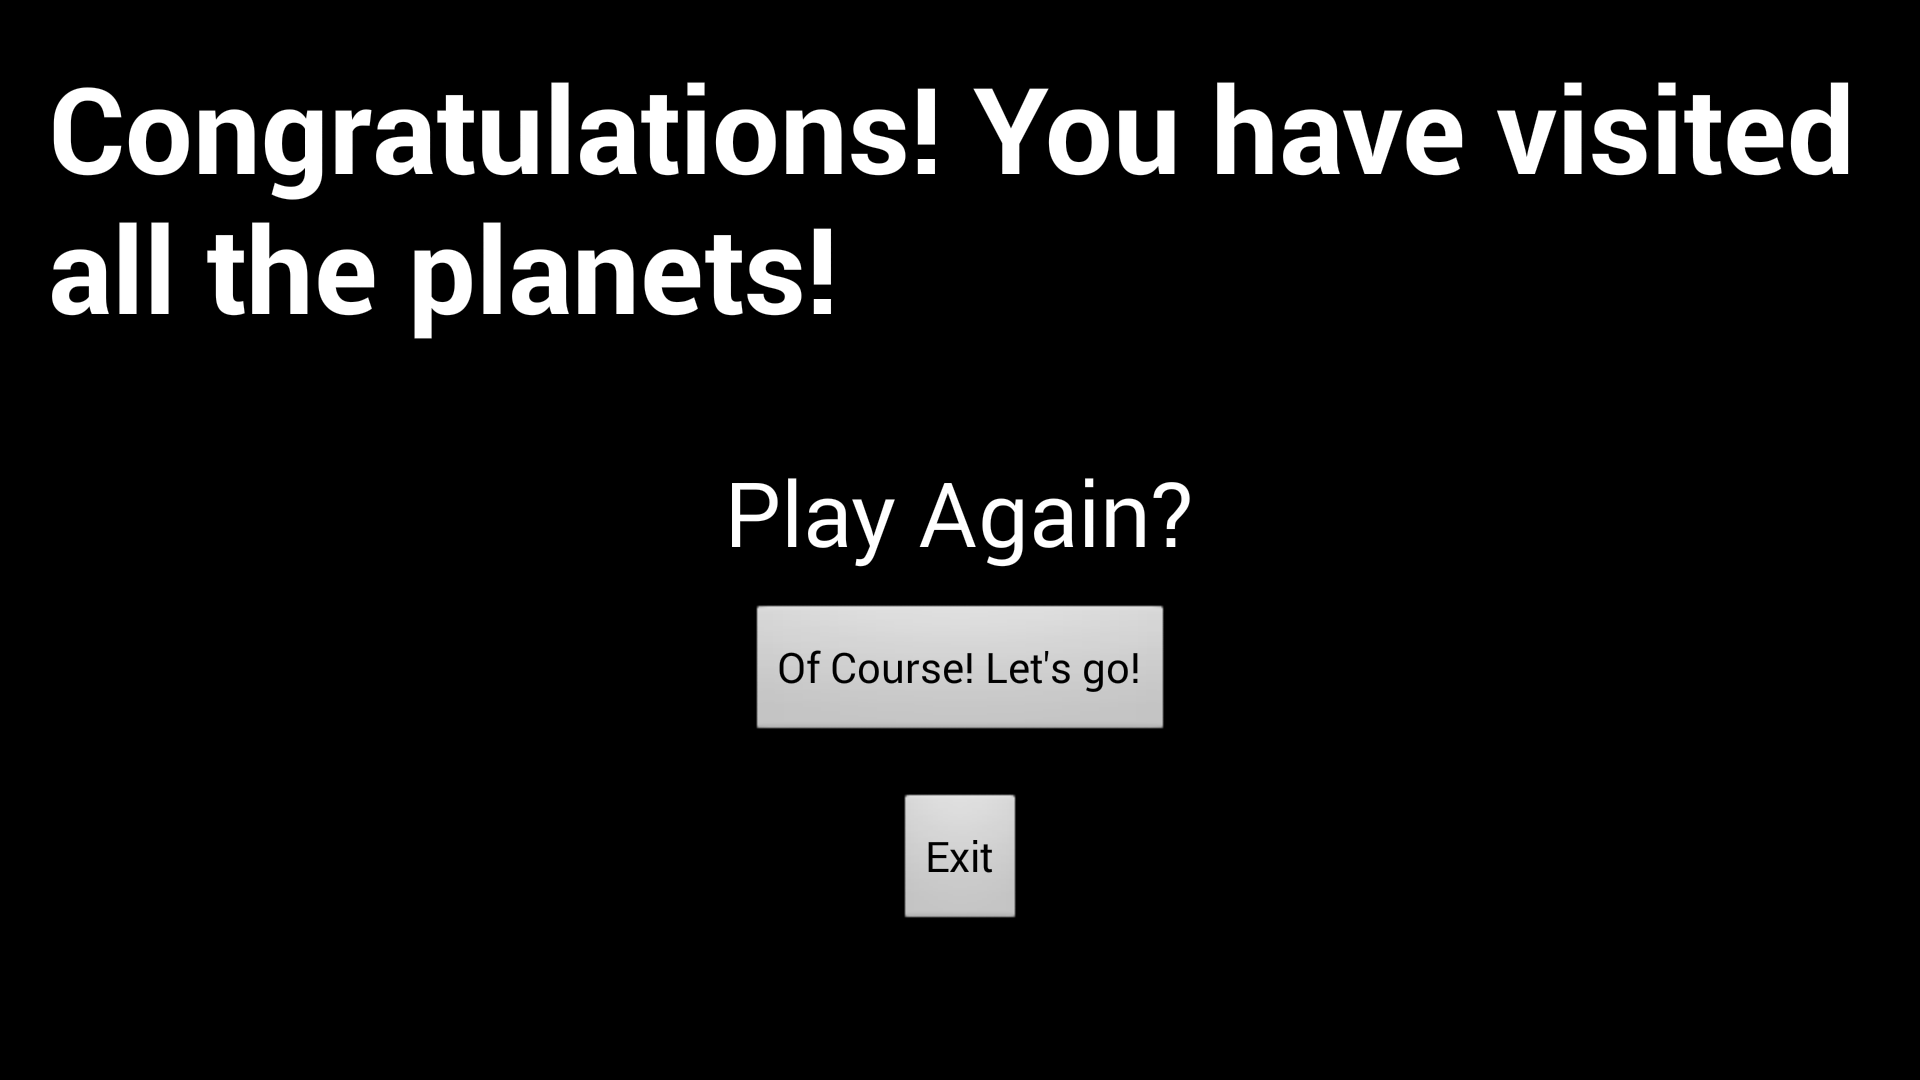 Congratulations! You have visited
all the planets!
Play Again?
Of Course! Let's go!
Exit